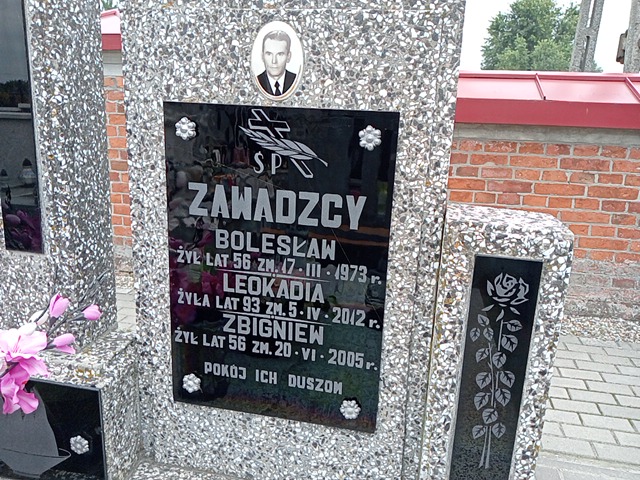 ŚP
ZAWADZCY
BOLESŁAW
ŻYŁ LAT 56 ZM. 17·III·1973 r.
LEOKADIA
ŻYŁA LAT 93 ZM. 5·IV·2012 r.
ZBIGNIEW
ŻYŁ LAT 56 ZM. 20·VI·2005 r.
POKÓJ ICH DUSZOM